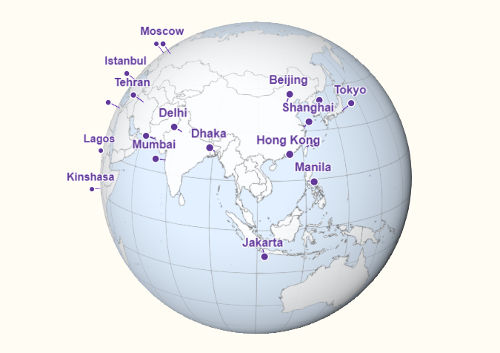 Moscow
Istanbul
Tehran
Beijing
Tokyo
Shanghai
Delhi
Dhaka
Lagos
Mumbai
Hong Kong
Manila
Kinshasa
Jakarta